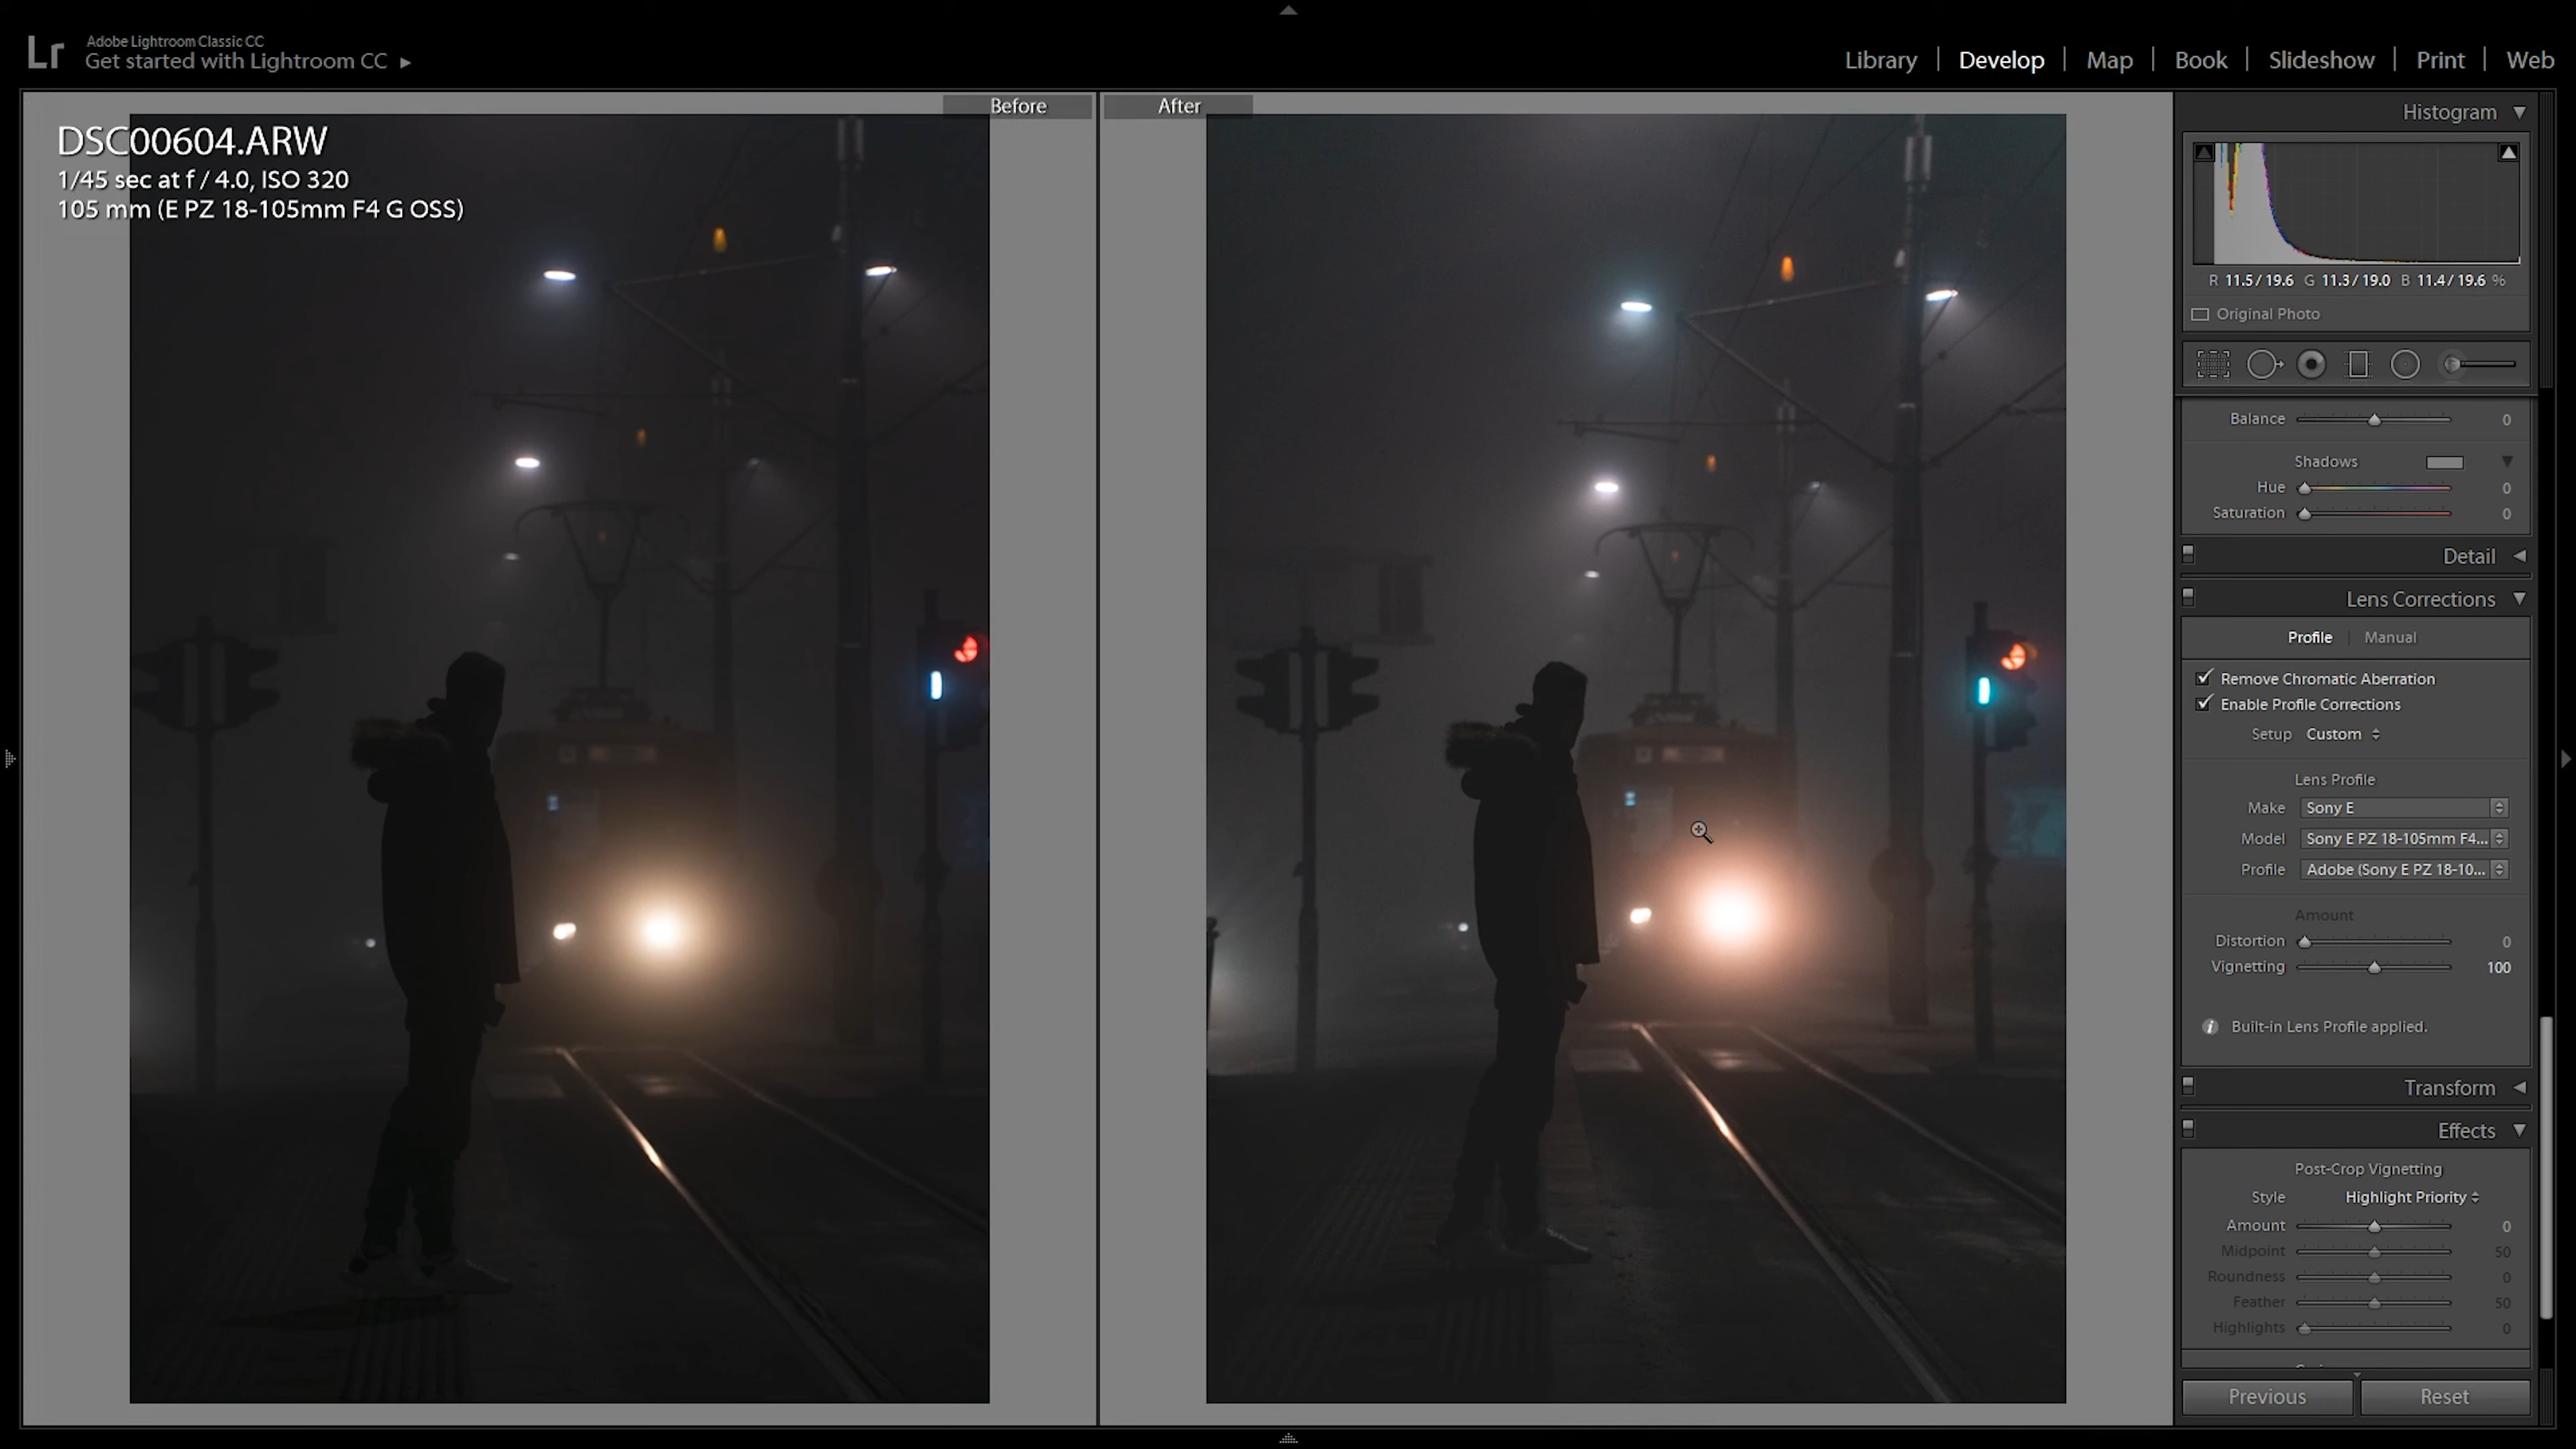 Lr
Adobe Lightroom Classic CC
Get started with Lightroom CC ▶
Library | Develop | Map | Book | Slideshow | Print | Web
Before
After
DSC00604.ARW
1/45 sec at f / 4.0, ISO 320
105 mm (E PZ 18-105mm F4 G OSS)
Histogram
R 11.5 / 19.6 G 11.3 / 19.0 B 11.4 / 19.6 %
Original Photo
Balance 0
Shadows
Hue 0
Saturation 0
Detail
Lens Corrections
Profile | Manual
Remove Chromatic Aberration
Enable Profile Corrections
Setup Custom
Lens Profile
Make Sony E
Model Sony E PZ 18-105mm F4...
Profile Adobe (Sony E PZ 18-10...
Amount
Distortion 0
Vignetting 100
Built-in Lens Profile applied.
Transform
Effects
Post-Crop Vignetting
Style Highlight Priority
Amount 0
Midpoint 50
Roundness 0
Feather 50
Highlights 0
Previous
Reset